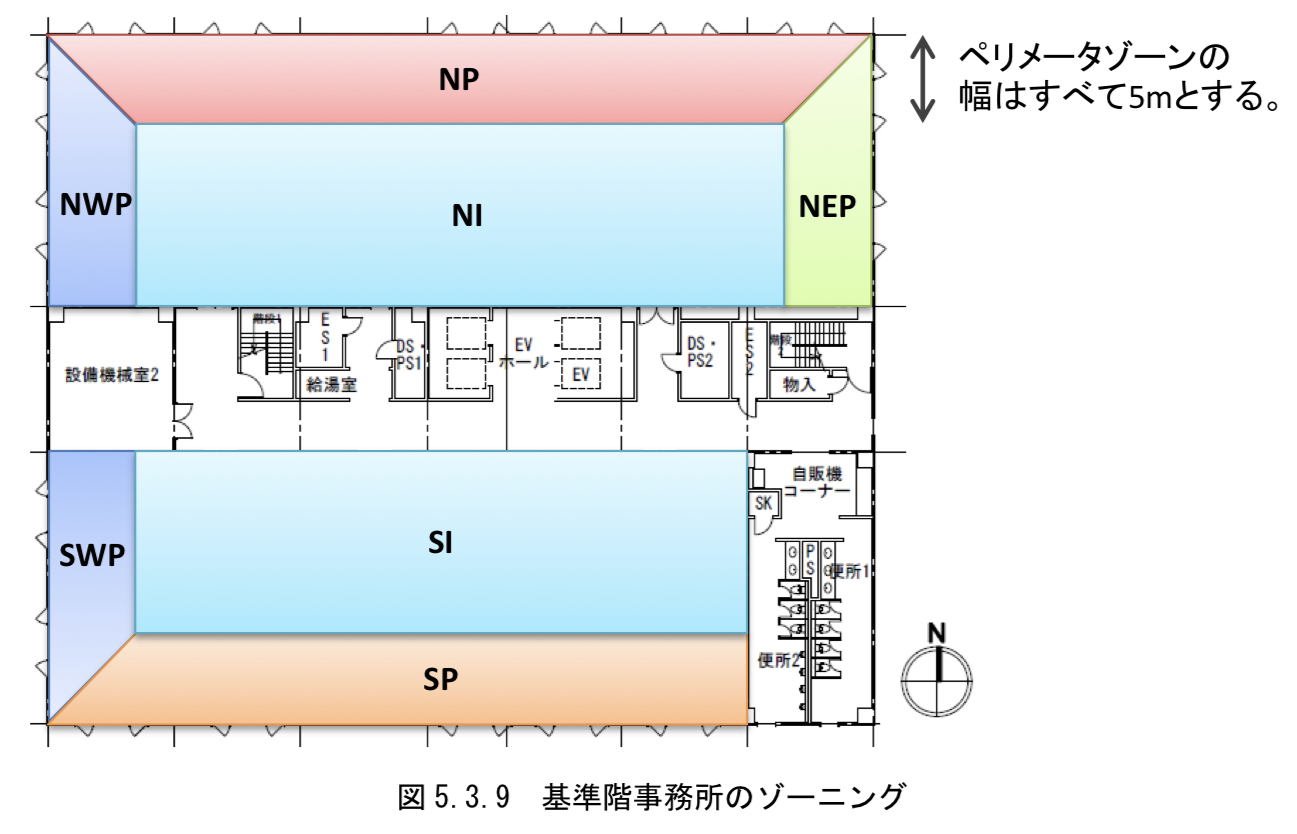 NP
ペリメータゾーンの
幅はすべて5mとする。
NWP
NI
NEP
設備機械室2
階段1
E
S
1
給湯室
DS・
PS1
EV
ホール
EV
DS・
PS2
E
S
2
階段
2
物入
SWP
SI
SP
自販機
コーナー
SK
P
S
便所1
便所2
N
図 5.3.9 基準階事務所のゾーニング